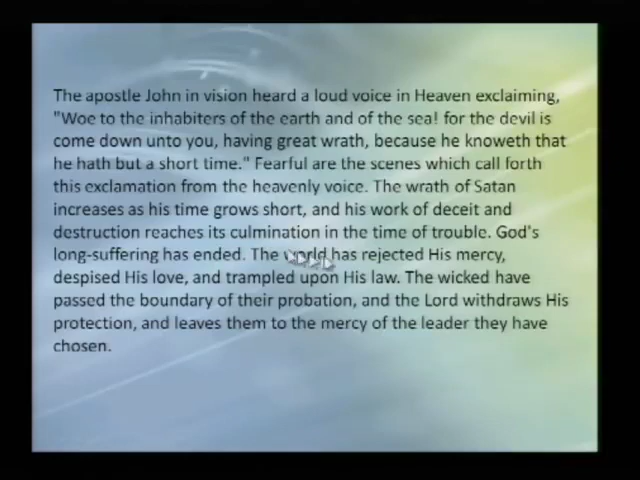 The apostle John in vision heard a loud voice in Heaven exclaiming,
"Woe to the inhabiters of the earth and of the sea! for the devil is
come down unto you, having great wrath, because he knoweth that
he hath but a short time." Fearful are the scenes which call forth
this exclamation from the heavenly voice. The wrath of Satan
increases as his time grows short, and his work of deceit and
destruction reaches its culmination in the time of trouble. God's
long-suffering has ended. The world has rejected His mercy,
despised His love, and trampled upon His law. The wicked have
passed the boundary of their probation, and the Lord withdraws His
protection, and leaves them to the mercy of the leader they have
chosen.